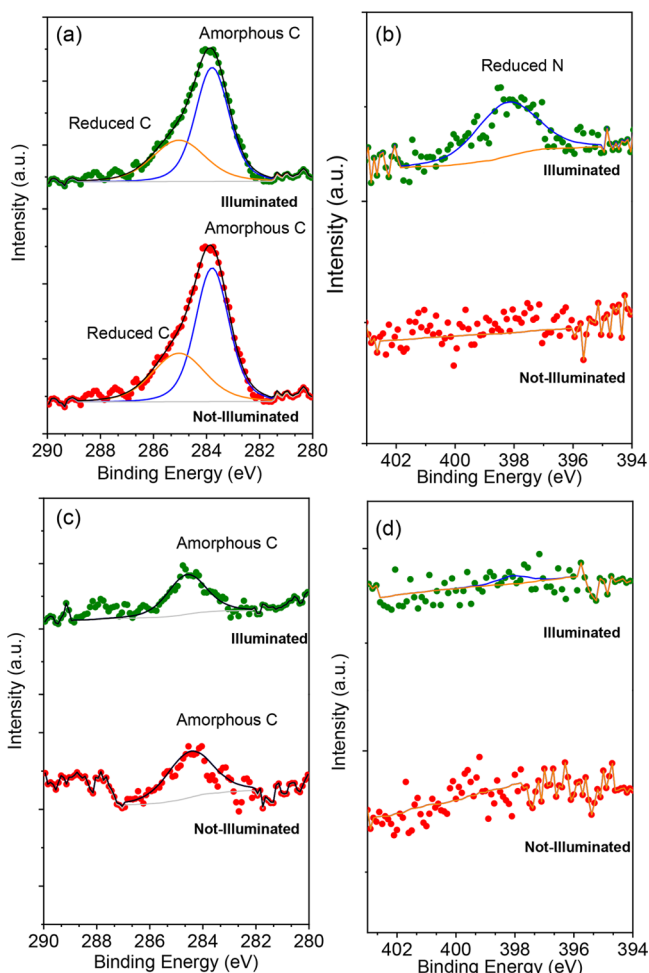 (a)
Amorphous C
Reduced C
Illuminated
Amorphous C
Reduced C
Not-Illuminated
Intensity (a.u.)
290 288 286 284 282 280
Binding Energy (eV)
(b)
Reduced N
Illuminated
Not-Illuminated
Intensity (a.u.)
402 400 398 396 394
Binding Energy (eV)
(c)
Amorphous C
Illuminated
Amorphous C
Not-Illuminated
Intensity (a.u.)
290 288 286 284 282 280
Binding Energy (eV)
(d)
Illuminated
Not-Illuminated
Intensity (a.u.)
402 400 398 396 394
Binding Energy (eV)